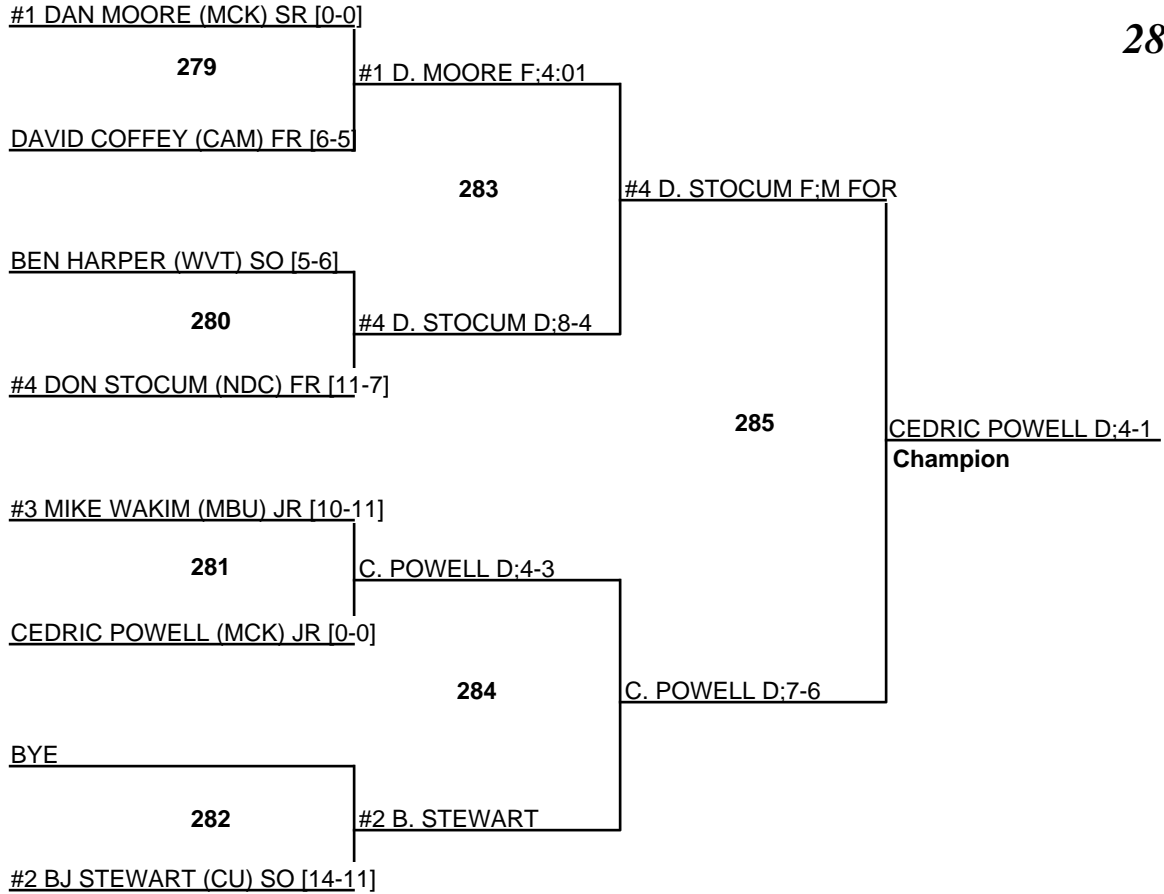 #1 DAN MOORE (MCK) SR [0-0]
28
279
#1 D. MOORE F;4:01
DAVID COFFEY (CAM) FR [6-5]
283
#4 D. STOCUM F;M FOR
BEN HARPER (WVT) SO [5-6]
280
#4 D. STOCUM D;8-4
#4 DON STOCUM (NDC) FR [11-7]
285
CEDRIC POWELL D;4-1
Champion
#3 MIKE WAKIM (MBU) JR [10-11]
281
C. POWELL D;4-3
CEDRIC POWELL (MCK) JR [0-0]
284
C. POWELL D;7-6
BYE
282
#2 B. STEWART
#2 BJ STEWART (CU) SO [14-11]